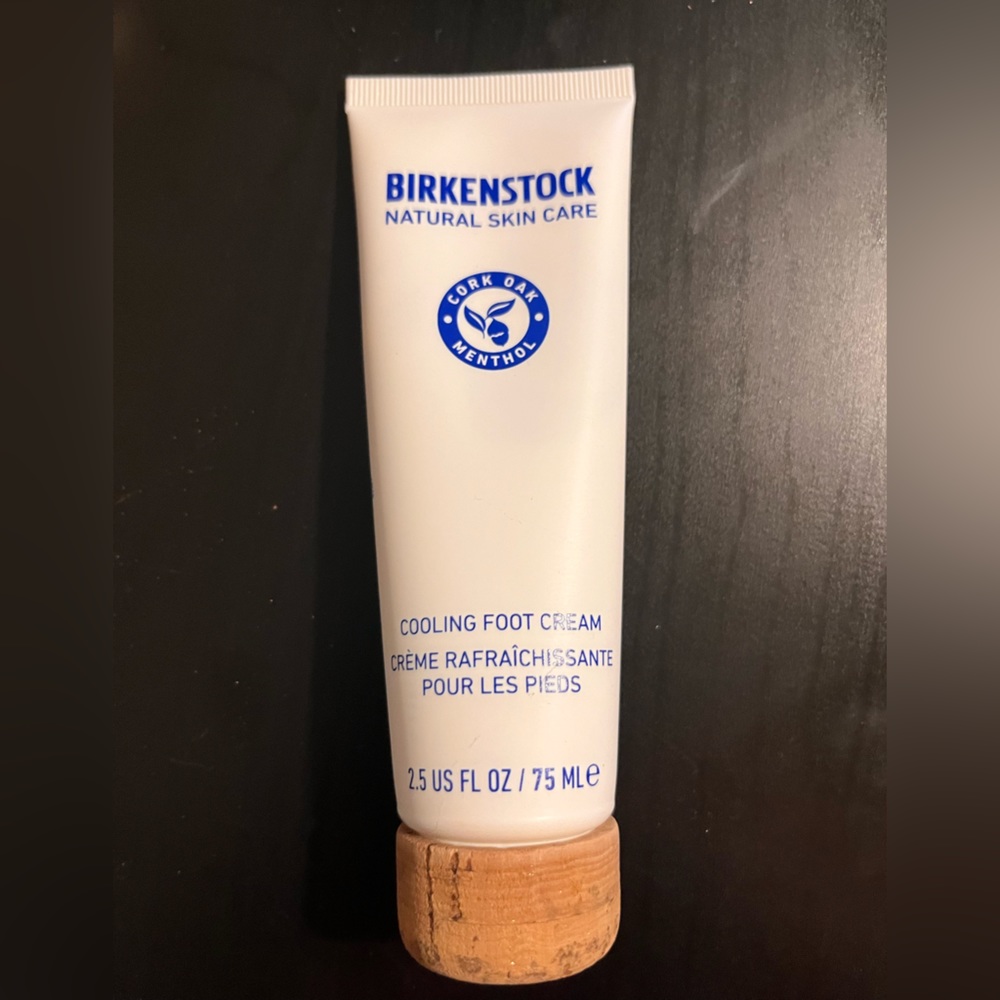 BIRKENSTOCK
NATURAL SKIN CARE
CORK OAK
MENTHOL
COOLING FOOT CREAM
CRÈME RAFRAÎCHISSANTE
POUR LES PIEDS
2.5 US FL OZ / 75 ML℮